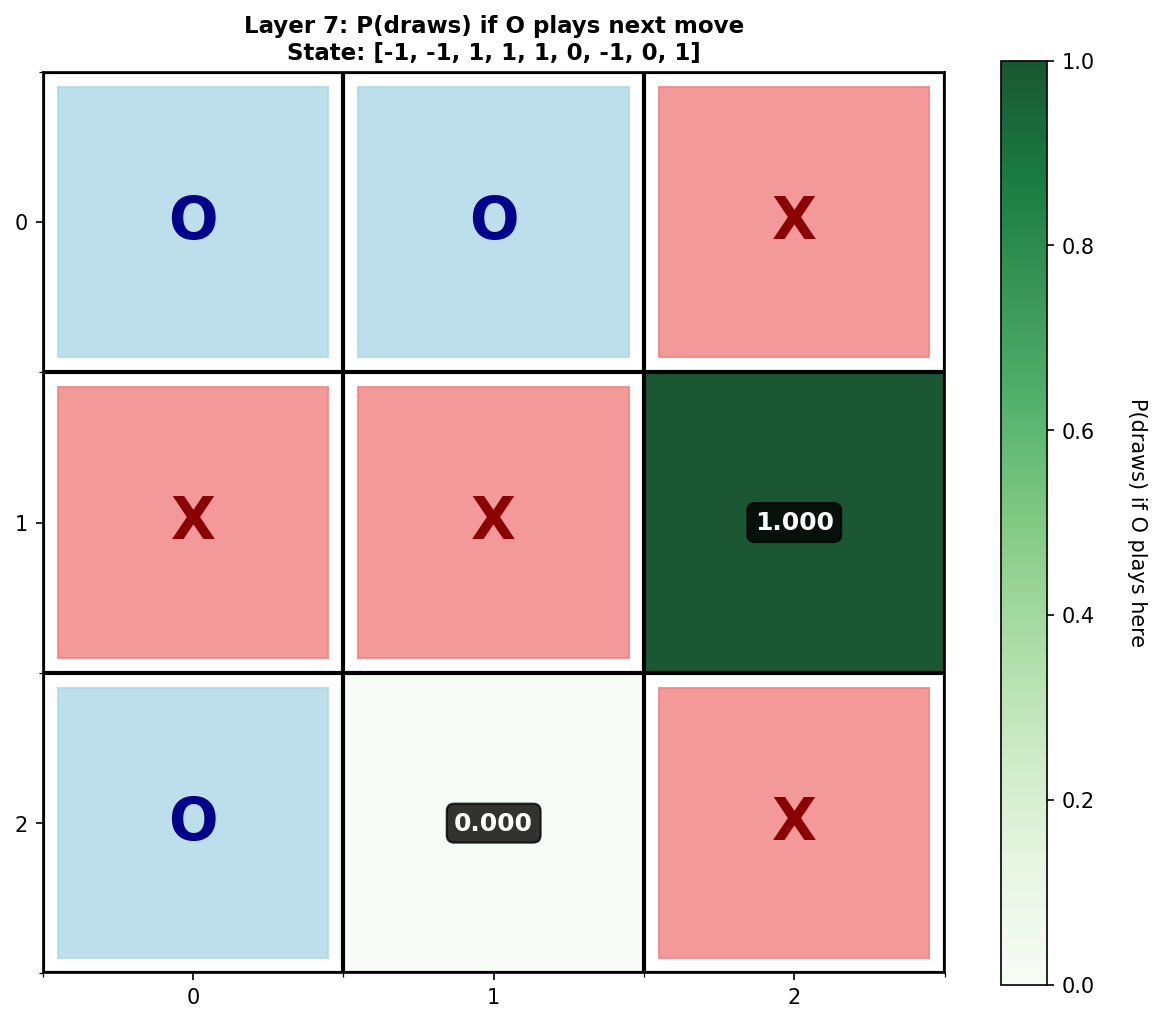 Layer 7: P(draws) if O plays next move
State: [-1, -1, 1, 1, 1, 0, -1, 0, 1]
1.0
0 O O X
0.8
0.6
1 X X 1.000
P(draws) if O plays here
0.4
0.2
2 O 0.000 X
0.0
0 1 2